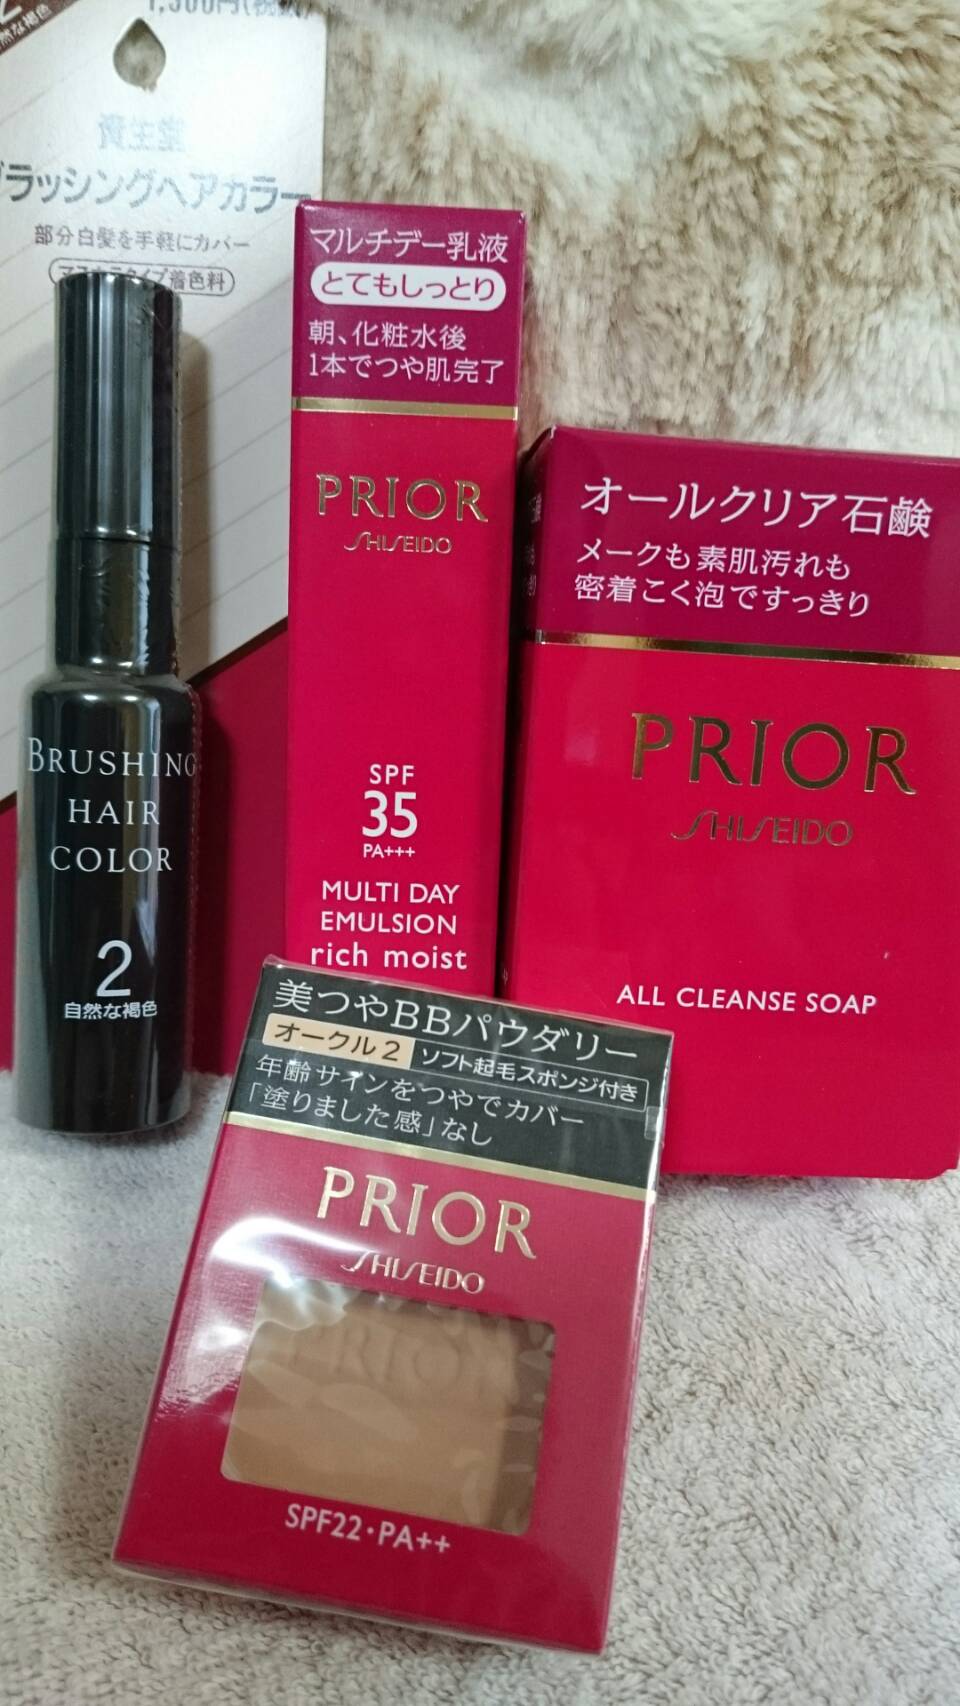 資生堂
ブラッシングヘアカラー
部分白髪を手軽にカバー
BRUSHING
HAIR
COLOR
2
自然な褐色
マルチデー乳液
とてもしっとり
朝、化粧水後
1本でつや肌完了
PRIOR
SHISEIDO
SPF
35
PA+++
MULTI DAY
EMULSION
rich moist
オールクリア石鹸
メークも素肌汚れも
密着こく泡ですっきり
PRIOR
SHISEIDO
ALL CLEANSE SOAP
美つやBBパウダリー
オークル2 ソフト起毛スポンジ付き
年齢サインをつやでカバー
「塗りました感」なし
PRIOR
SHISEIDO
PRIOR
SPF22・PA++